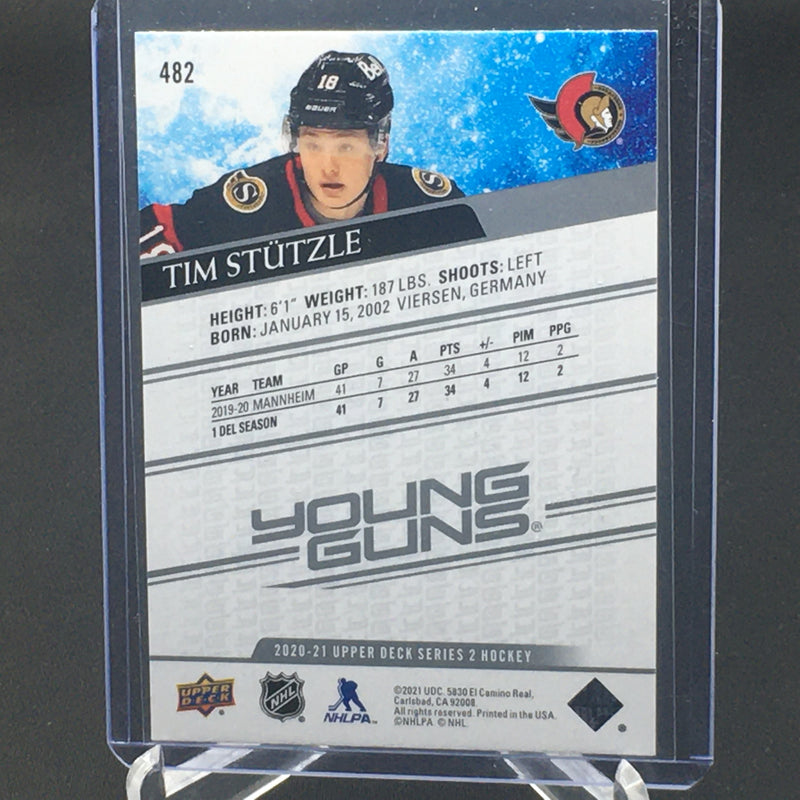 482
18
Bell
BAUER
TIM STÜTZLE
HEIGHT: 6'1" WEIGHT: 187 LBS. SHOOTS: LEFT
BORN: JANUARY 15, 2002 VIERSEN, GERMANY
YEAR TEAM GP G A PTS +/- PIM PPG
2019-20 MANNHEIM 41 7 27 34 4 12 2
1 DEL SEASON 41 7 27 34 4 12 2
YOUNG
GUNS®
2020-21 UPPER DECK SERIES 2 HOCKEY
UPPER
DECK
NHL
NHLPA™
©2021 UDC. 5830 El Camino Real,
Carlsbad, CA 92008.
All rights reserved. Printed in the USA.
©NHLPA ©NHL